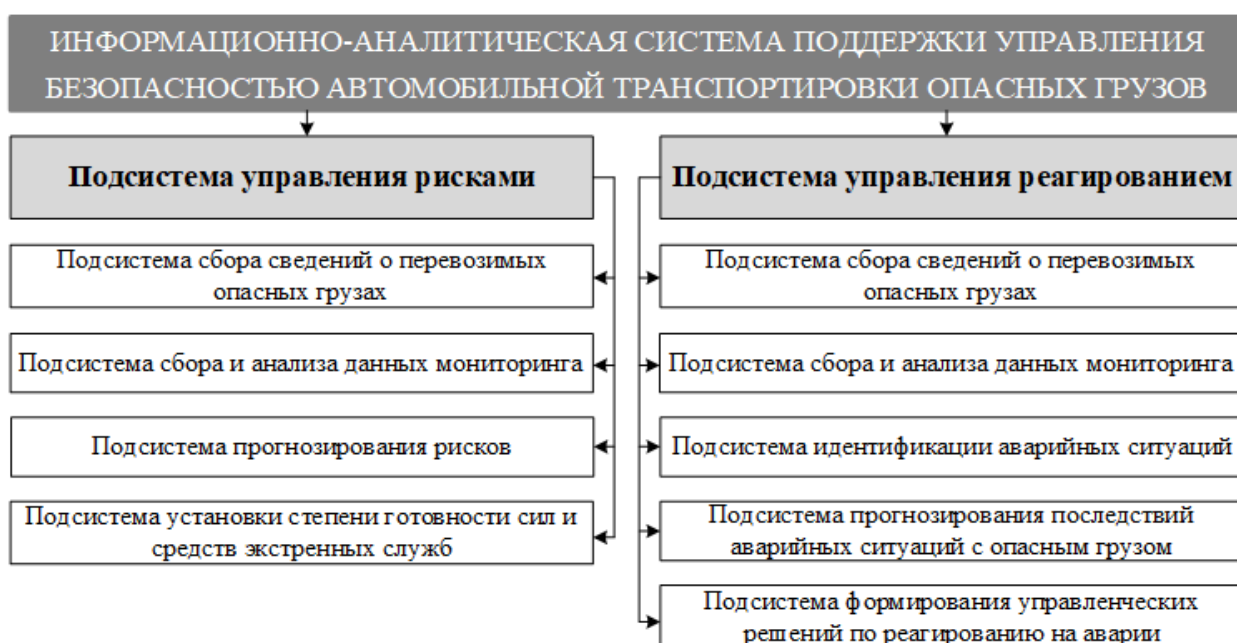 ИНФОРМАЦИОННО-АНАЛИТИЧЕСКАЯ СИСТЕМА ПОДДЕРЖКИ УПРАВЛЕНИЯ
БЕЗОПАСНОСТЬЮ АВТОМОБИЛЬНОЙ ТРАНСПОРТИРОВКИ ОПАСНЫХ ГРУЗОВ
Подсистема управления рисками
Подсистема сбора сведений о перевозимых
опасных грузах
Подсистема сбора и анализа данных мониторинга
Подсистема прогнозирования рисков
Подсистема установки степени готовности сил и
средств экстренных служб
Подсистема управления реагированием
Подсистема сбора сведений о перевозимых
опасных грузах
Подсистема сбора и анализа данных мониторинга
Подсистема идентификации аварийных ситуаций
Подсистема прогнозирования последствий
аварийных ситуаций с опасным грузом
Подсистема формирования управленческих
решений по реагированию на аварии